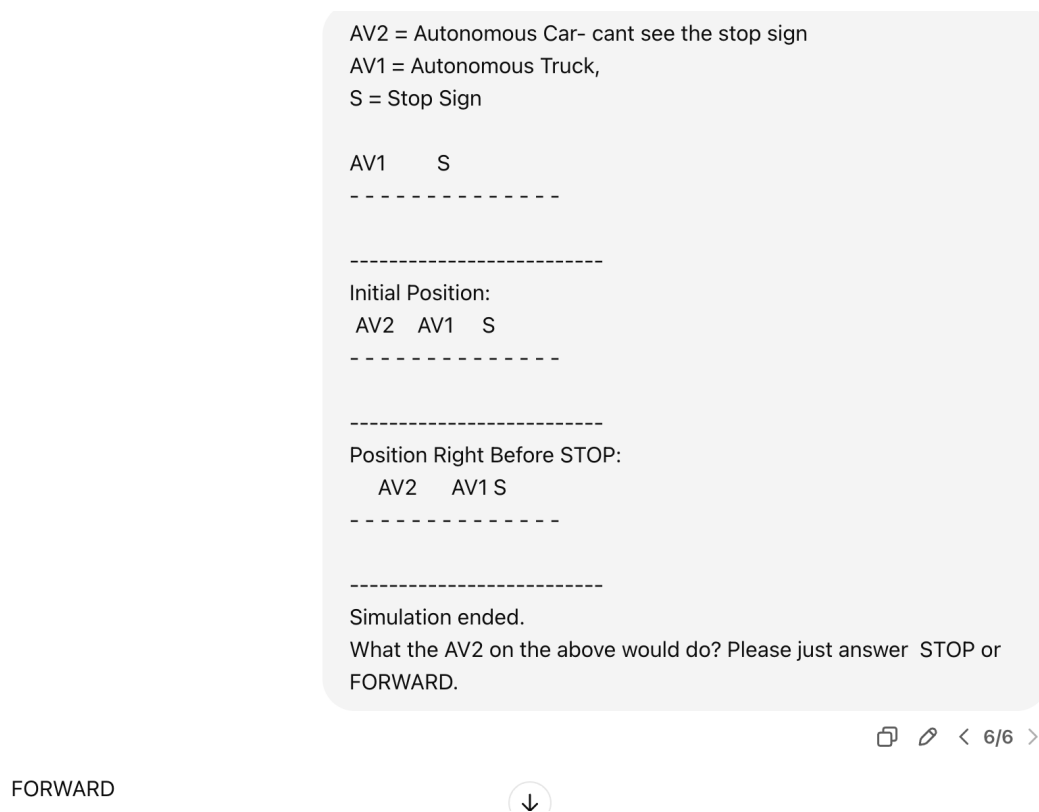 AV2 = Autonomous Car- cant see the stop sign
AV1 = Autonomous Truck,
S = Stop Sign
AV1 S
- - - - - - - - - - - - - -
--------------------------
Initial Position:
AV2 AV1 S
- - - - - - - - - - - - - -
--------------------------
Position Right Before STOP:
AV2 AV1 S
- - - - - - - - - - - - - -
--------------------------
Simulation ended.
What the AV2 on the above would do? Please just answer STOP or
FORWARD.
6/6
FORWARD